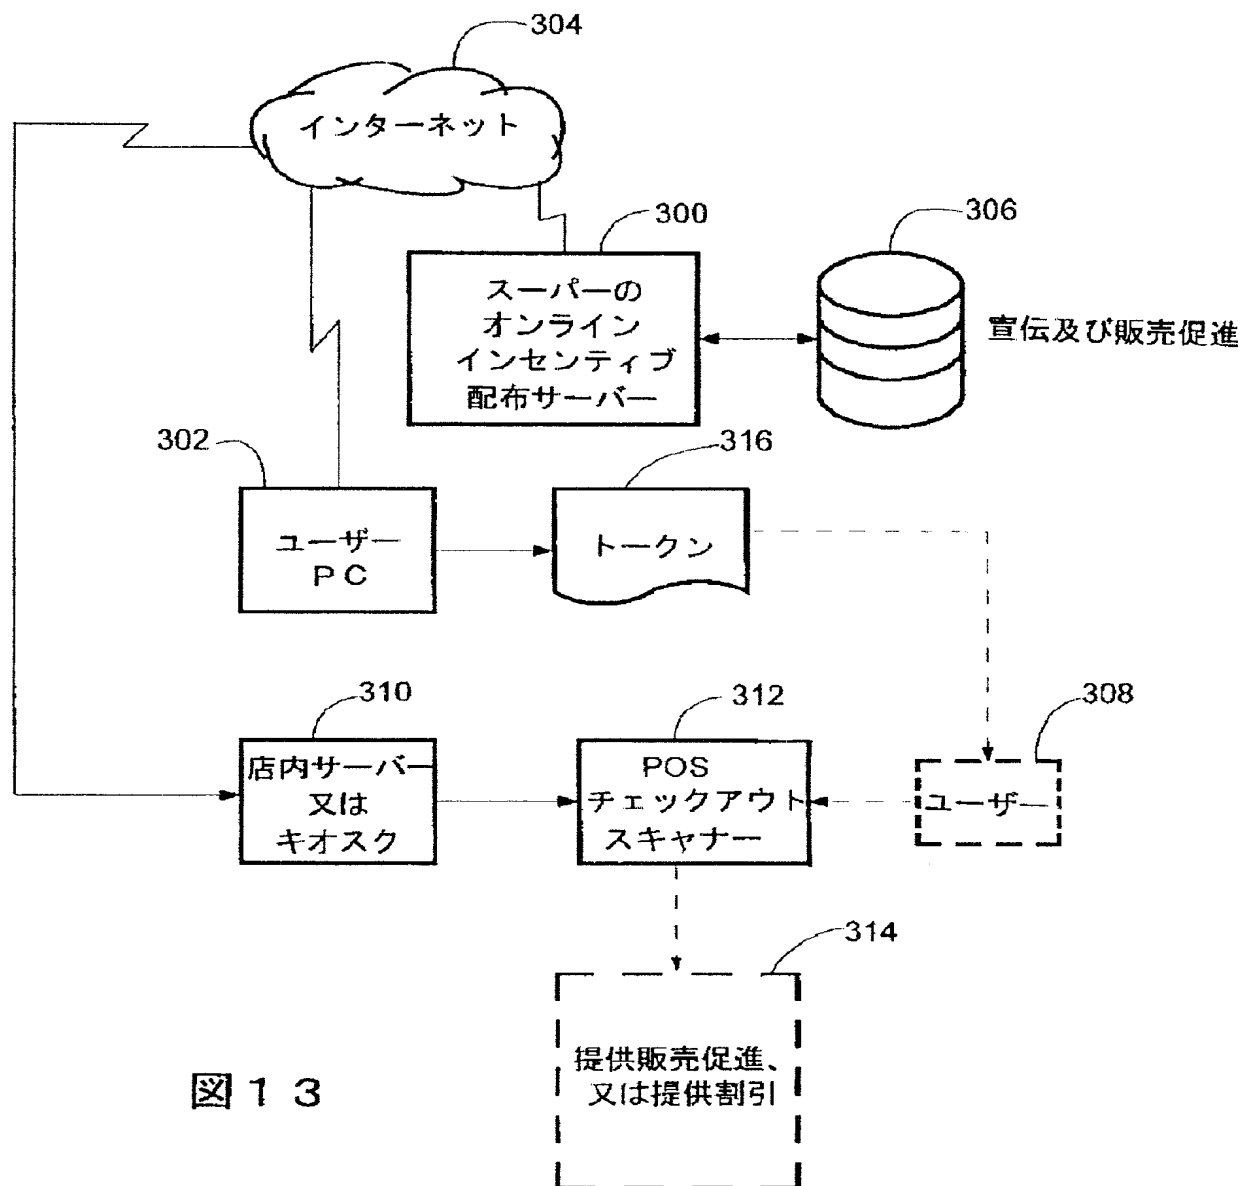 304
インターネット
300
306
スーパーの
オンライン
インセンティブ
配布サーバー
宣伝及び販売促進
302
316
ユーザー
ＰＣ
トークン
310
312
308
店内サーバー
又は
キオスク
POS
チェックアウト
スキャナー
ユーザー
314
提供販売促進、
又は提供割引
図１３